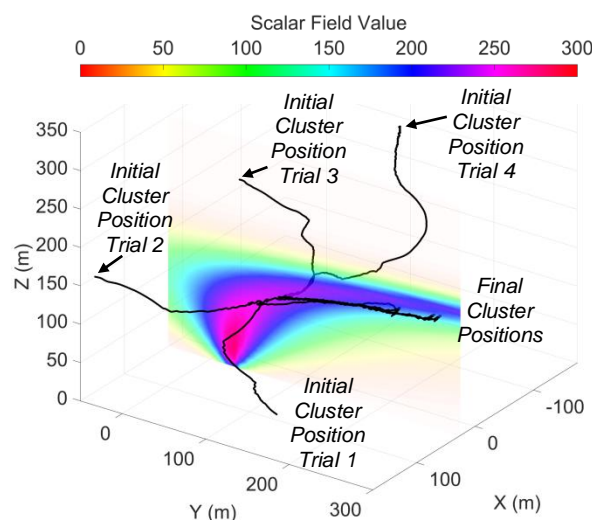 Scalar Field Value
0 50 100 150 200 250 300
Initial
Cluster
Position
Trial 3
Initial
Cluster
Position
Trial 4
Initial
Cluster
Position
Trial 2
Final
Cluster
Positions
Initial
Cluster
Position
Trial 1
350
300
250
200
150
100
50
0
Z (m)
0
100
200
300
Y (m)
-100
0
100
X (m)